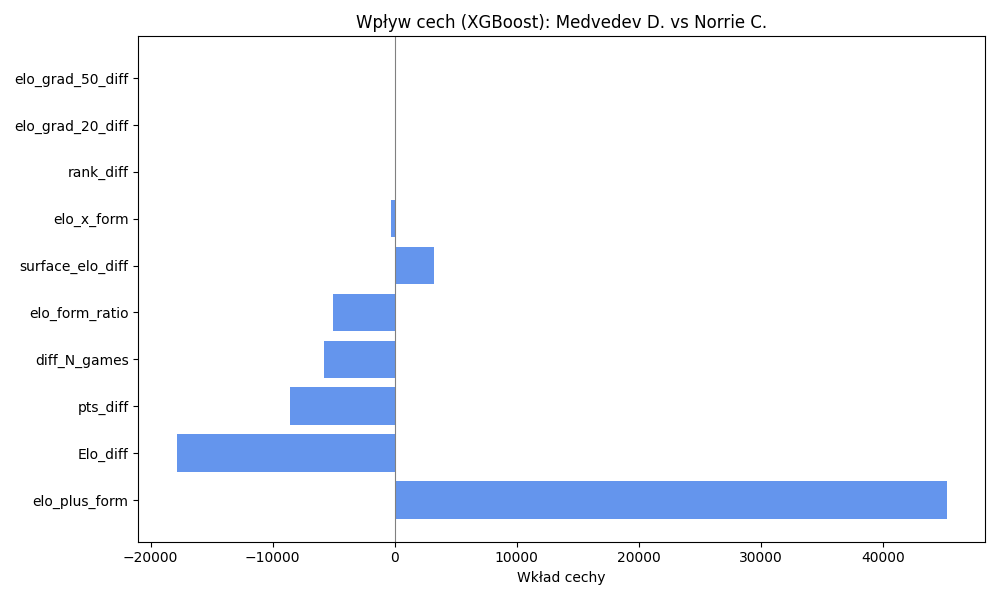 Wpływ cech (XGBoost): Medvedev D. vs Norrie C.
elo_grad_50_diff
elo_grad_20_diff
rank_diff
elo_x_form
surface_elo_diff
elo_form_ratio
diff_N_games
pts_diff
Elo_diff
elo_plus_form
−20000 −10000 0 10000 20000 30000 40000
Wkład cechy